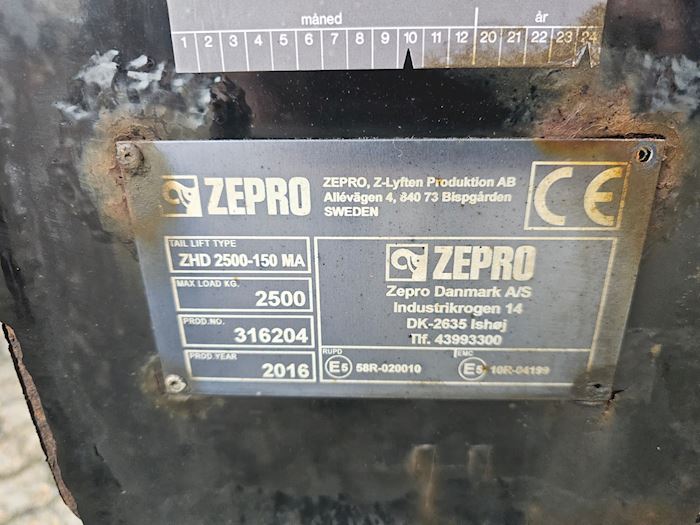 måned år
1 2 3 4 5 6 7 8 9 10 11 12 20 21 22 23 24
ZEPRO
ZEPRO, Z-Lyften Produktion AB
Allévägen 4, 840 73 Bispgården
SWEDEN
CE
TAIL LIFT TYPE
ZHD 2500-150 MA
MAX LOAD KG.
2500
PROD.NO.
316204
PROD.YEAR
2016
ZEPRO
Zepro Danmark A/S
Industrikrogen 14
DK-2635 Ishøj
Tlf. 43993300
RUPD
E5 58R-020010
EMC
E5 10R-04199